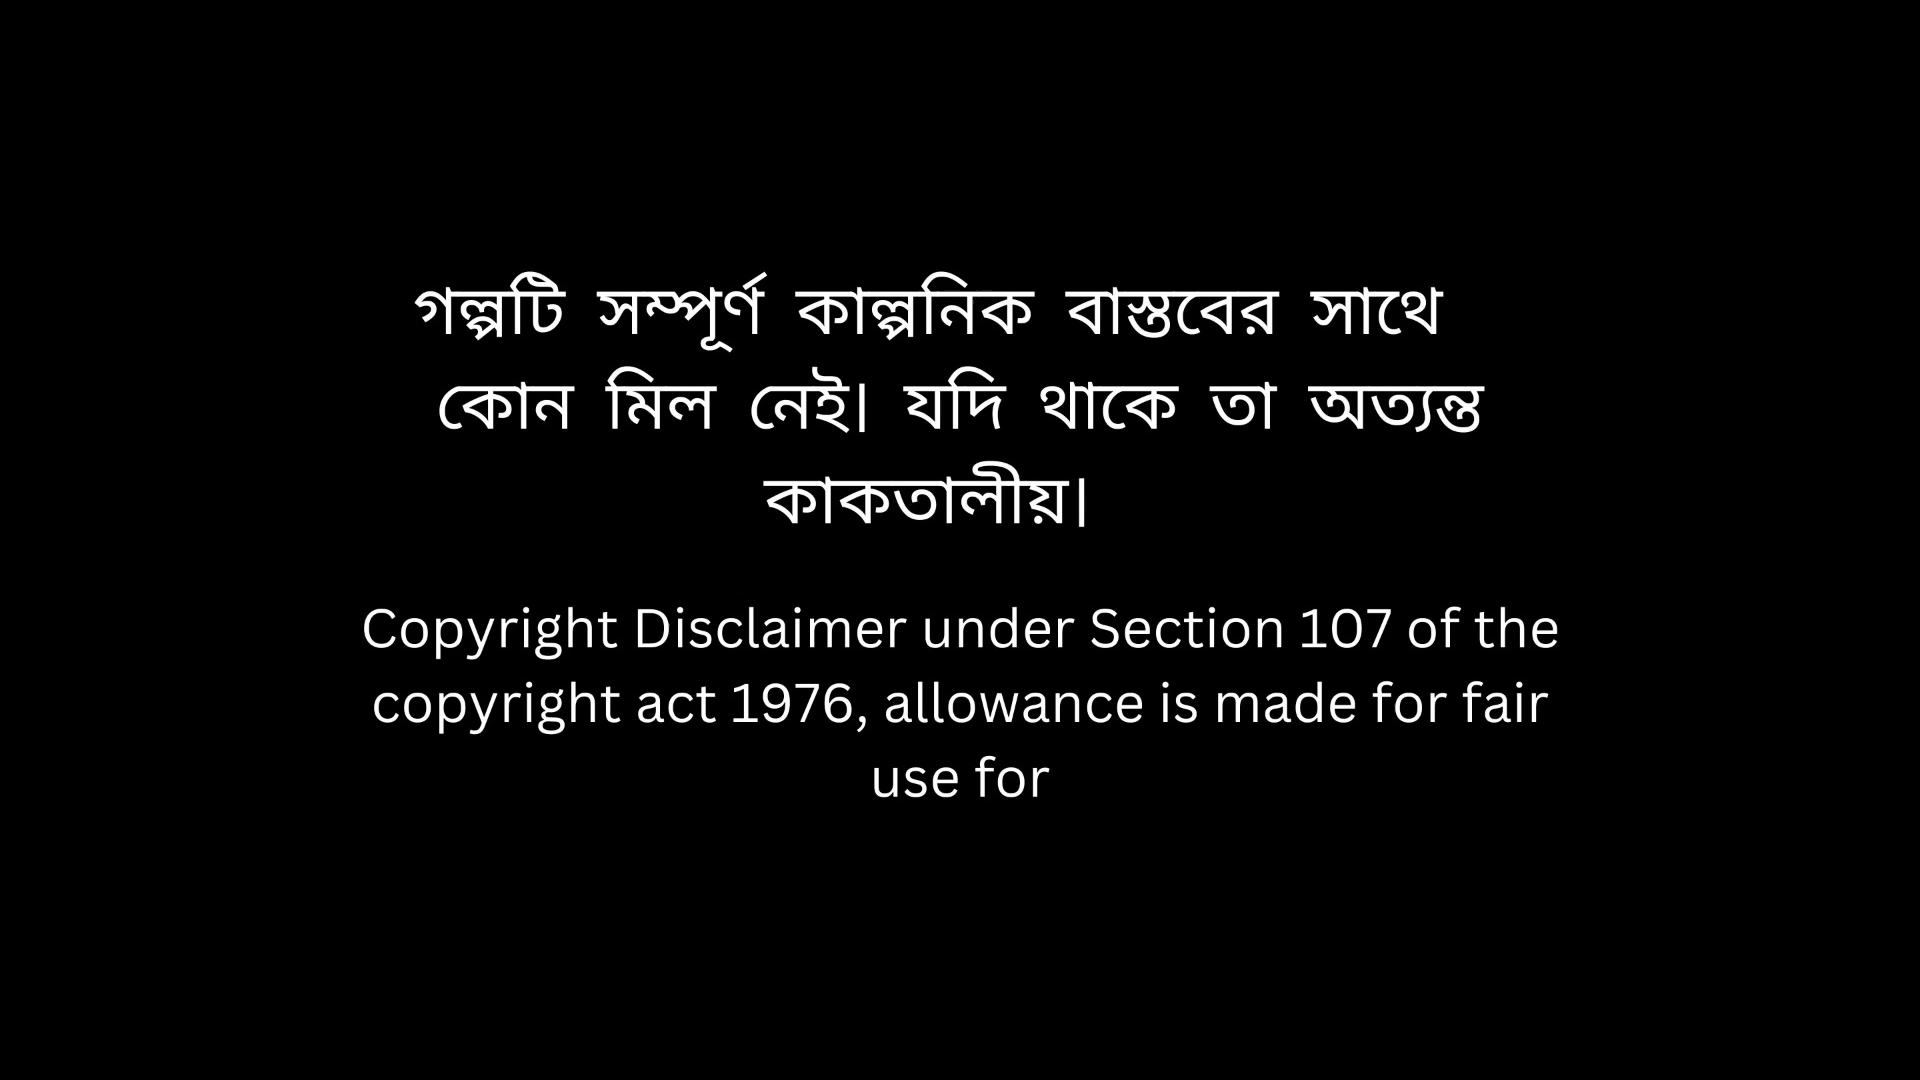 গল্পটি সম্পূর্ণ কাল্পনিক বাস্তবের সাথে
কোন মিল নেই। যদি থাকে তা অত্যন্ত
কাকতালীয়।
Copyright Disclaimer under Section 107 of the
copyright act 1976, allowance is made for fair
use for